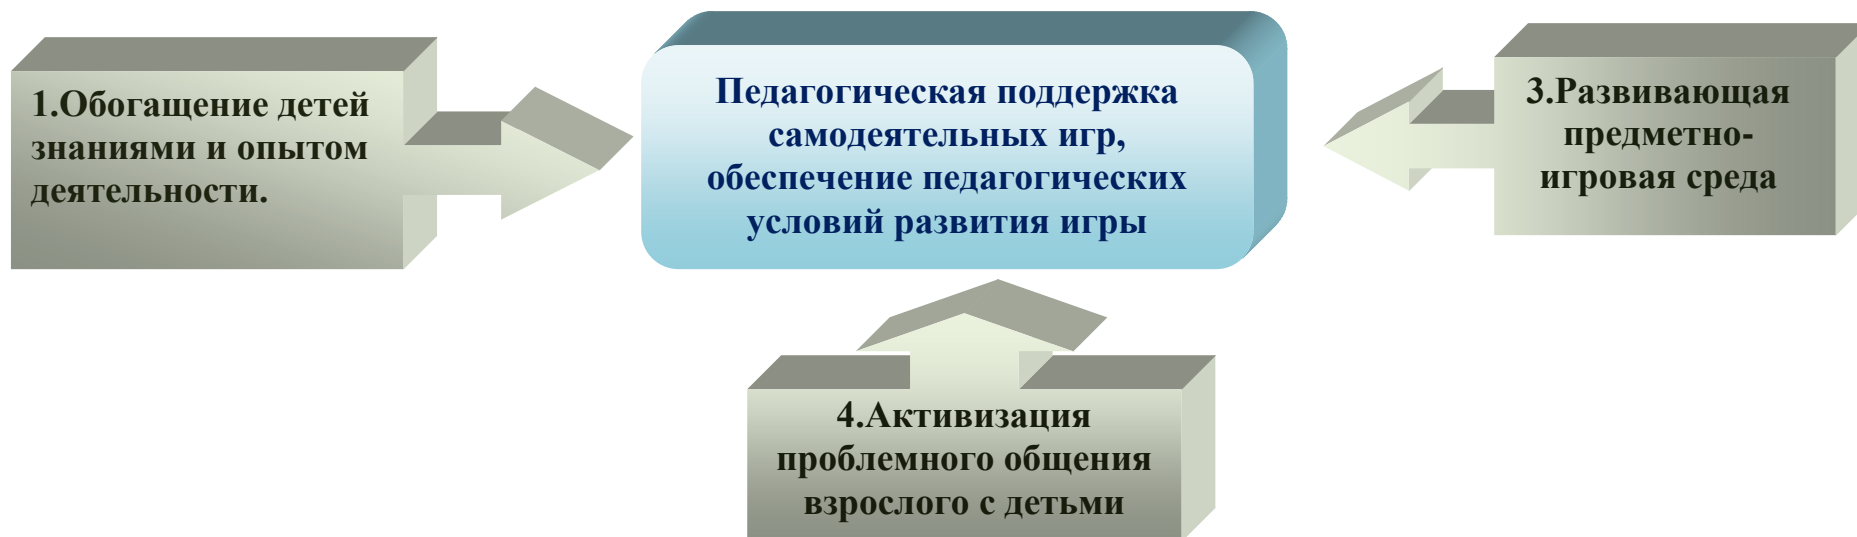 1.Обогащение детей
знаниями и опытом
деятельности.
Педагогическая поддержка
самодеятельных игр,
обеспечение педагогических
условий развития игры
3.Развивающая
предметно-
игровая среда
4.Активизация
проблемного общения
взрослого с детьми